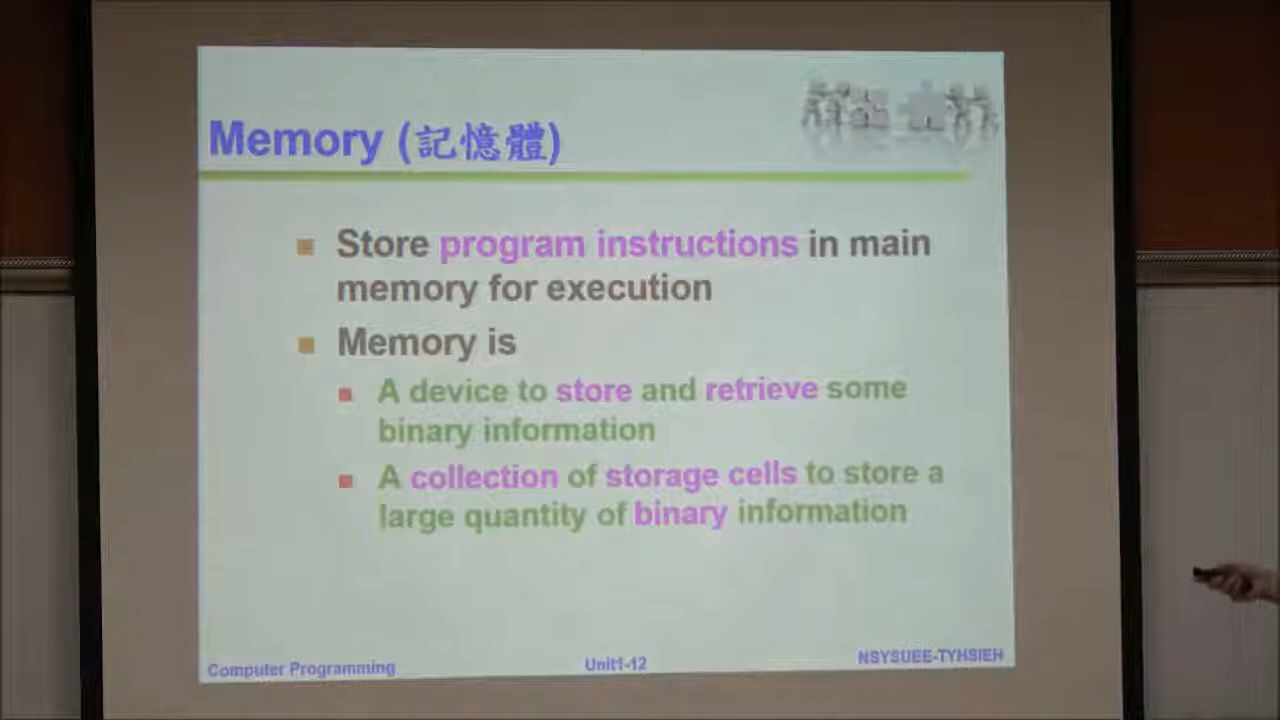 Memory (記憶體)
Store program instructions in main
memory for execution
Memory is
A device to store and retrieve some
binary information
A collection of storage cells to store a
large quantity of binary information
Computer Programming
Unit1-12
NSYSUEE-TYHSIEH